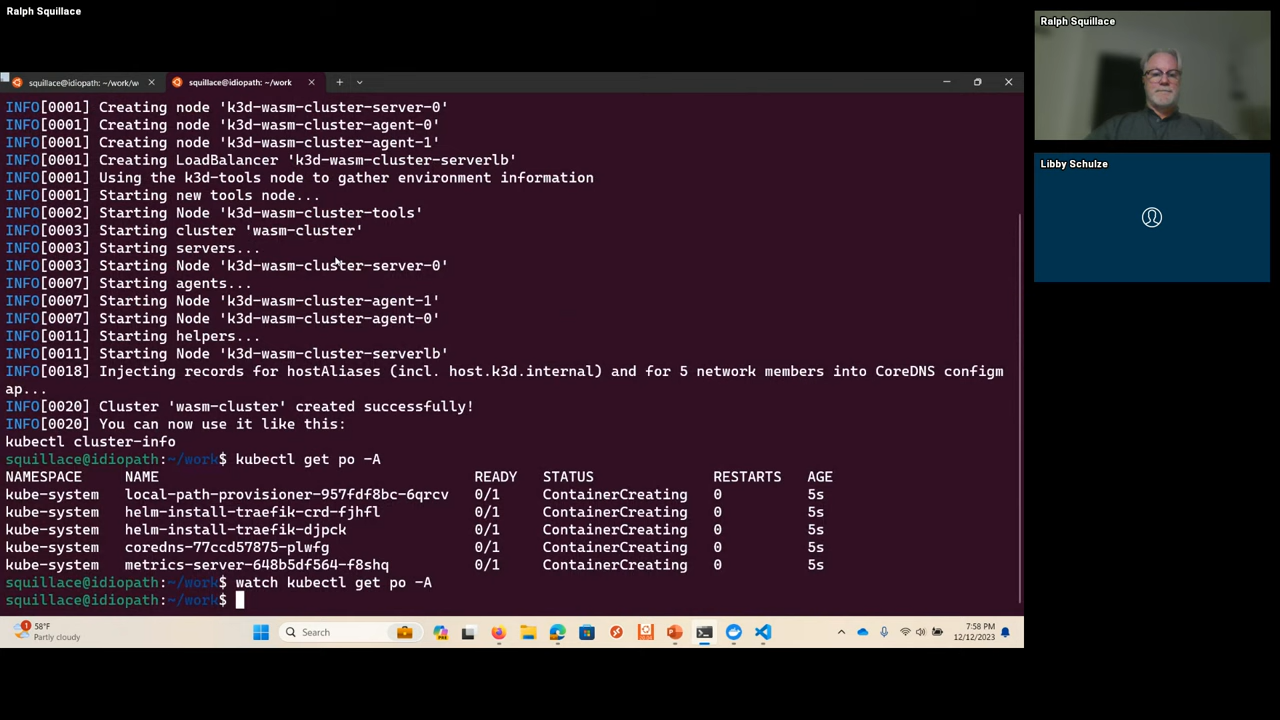 Ralph Squillace
Ralph Squillace
Libby Schulze
squillace@idiopath: ~/work/w
squillace@idiopath: ~/work
INFO[0001] Creating node 'k3d-wasm-cluster-server-0'
INFO[0001] Creating node 'k3d-wasm-cluster-agent-0'
INFO[0001] Creating node 'k3d-wasm-cluster-agent-1'
INFO[0001] Creating LoadBalancer 'k3d-wasm-cluster-serverlb'
INFO[0001] Using the k3d-tools node to gather environment information
INFO[0001] Starting new tools node...
INFO[0002] Starting Node 'k3d-wasm-cluster-tools'
INFO[0003] Starting cluster 'wasm-cluster'
INFO[0003] Starting servers...
INFO[0003] Starting Node 'k3d-wasm-cluster-server-0'
INFO[0007] Starting agents...
INFO[0007] Starting Node 'k3d-wasm-cluster-agent-1'
INFO[0007] Starting Node 'k3d-wasm-cluster-agent-0'
INFO[0011] Starting helpers...
INFO[0011] Starting Node 'k3d-wasm-cluster-serverlb'
INFO[0018] Injecting records for hostAliases (incl. host.k3d.internal) and for 5 network members into CoreDNS configm
ap...
INFO[0020] Cluster 'wasm-cluster' created successfully!
INFO[0020] You can now use it like this:
kubectl cluster-info
squillace@idiopath:~/work$ kubectl get po -A
NAMESPACE NAME READY STATUS RESTARTS AGE
kube-system local-path-provisioner-957fdf8bc-6qrcv 0/1 ContainerCreating 0 5s
kube-system helm-install-traefik-crd-fjhfl 0/1 ContainerCreating 0 5s
kube-system helm-install-traefik-djpck 0/1 ContainerCreating 0 5s
kube-system coredns-77ccd57875-plwfg 0/1 ContainerCreating 0 5s
kube-system metrics-server-648b5df564-f8shq 0/1 ContainerCreating 0 5s
squillace@idiopath:~/work$ watch kubectl get po -A
squillace@idiopath:~/work$
1
58°F
Partly cloudy
Search
PRE
7:58 PM
12/12/2023